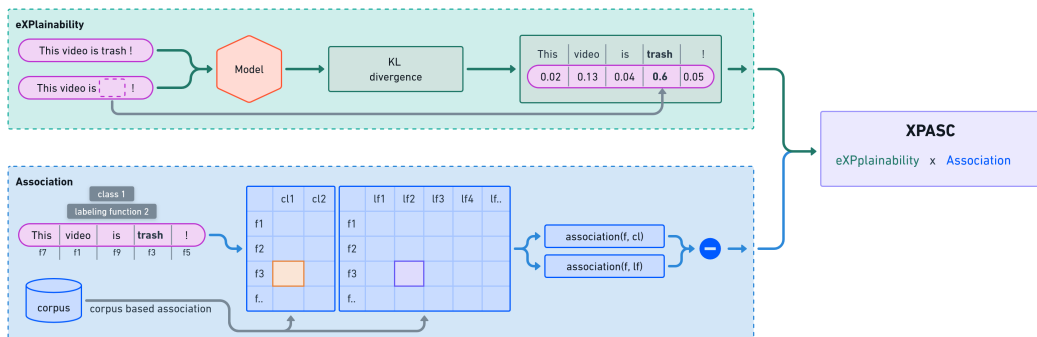 eXPlainability
This video is trash !
This video is !
Model
KL
divergence
This video is trash !
0.02 0.13 0.04 0.6 0.05
XPASC
eXPplainability x Association
Association
class 1
labeling function 2
This video is trash !
f7 f1 f9 f3 f5
corpus
corpus based association
cl1 cl2
f1
f2
f3
f..
lf1 lf2 lf3 lf4 lf..
f1
f2
f3
f..
association(f, cl)
association(f, lf)